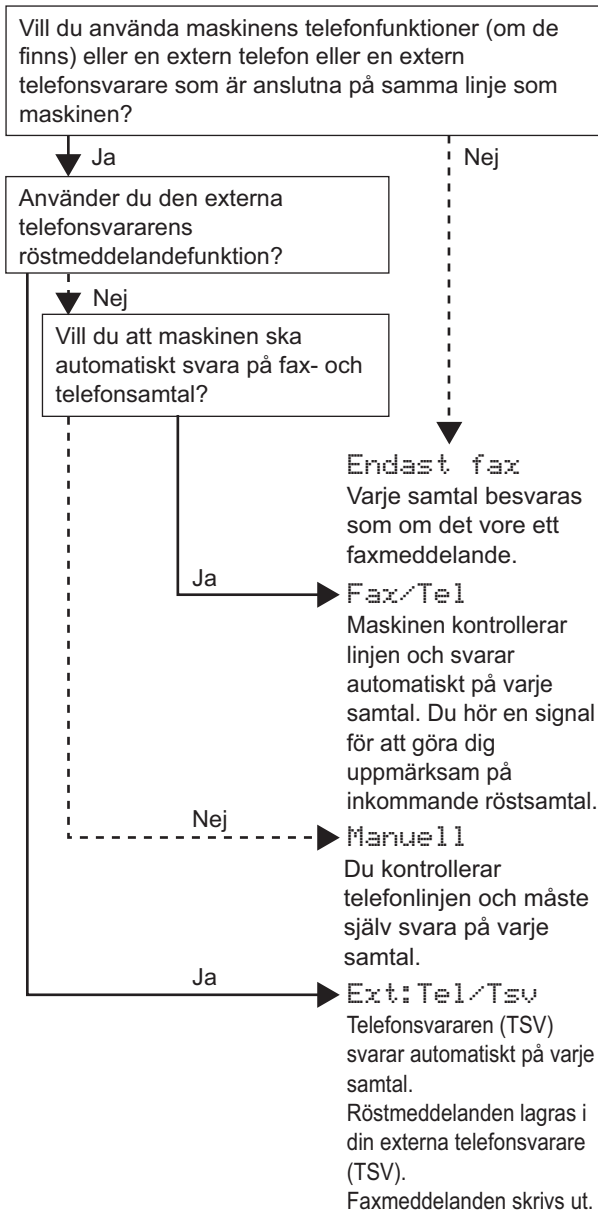 Vill du använda maskinens telefonfunktioner (om de
finns) eller en extern telefon eller en extern
telefonsvarare som är anslutna på samma linje som
maskinen?
Ja
Nej
Använder du den externa
telefonsvararens
röstmeddelandefunktion?
Nej
Vill du att maskinen ska
automatiskt svara på fax- och
telefonsamtal?
Endast fax
Varje samtal besvaras
som om det vore ett
faxmeddelande.
Ja
Fax/Tel
Maskinen kontrollerar
linjen och svarar
automatiskt på varje
samtal. Du hör en signal
för att göra dig
uppmärksam på
inkommande röstsamtal.
Nej
Manuell
Du kontrollerar
telefonlinjen och måste
själv svara på varje
samtal.
Ja
Ext:Tel/Tsv
Telefonsvararen (TSV)
svarar automatiskt på varje
samtal.
Röstmeddelanden lagras i
din externa telefonsvarare
(TSV).
Faxmeddelanden skrivs ut.